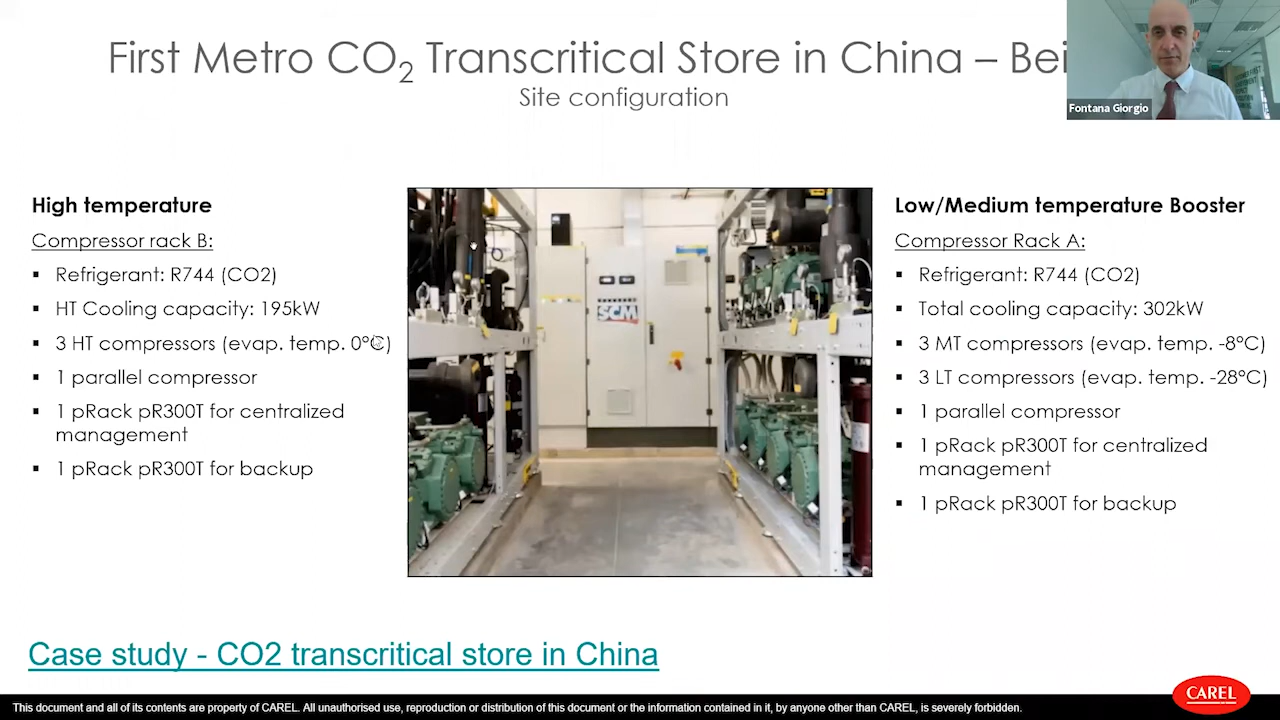 First Metro CO₂ Transcritical Store in China – Bei
Site configuration
Fontana Giorgio
High temperature
Compressor rack B:
▪ Refrigerant: R744 (CO2)
▪ HT Cooling capacity: 195kW
▪ 3 HT compressors (evap. temp. 0°C)
▪ 1 parallel compressor
▪ 1 pRack pR300T for centralized
management
▪ 1 pRack pR300T for backup
SCM
Low/Medium temperature Booster
Compressor Rack A:
▪ Refrigerant: R744 (CO2)
▪ Total cooling capacity: 302kW
▪ 3 MT compressors (evap. temp. -8°C)
▪ 3 LT compressors (evap. temp. -28°C)
▪ 1 parallel compressor
▪ 1 pRack pR300T for centralized
management
▪ 1 pRack pR300T for backup
Case study - CO2 transcritical store in China
CAREL
This document and all of its contents are property of CAREL. All unauthorised use, reproduction or distribution of this document or the information contained in it, by anyone other than CAREL, is severely forbidden.